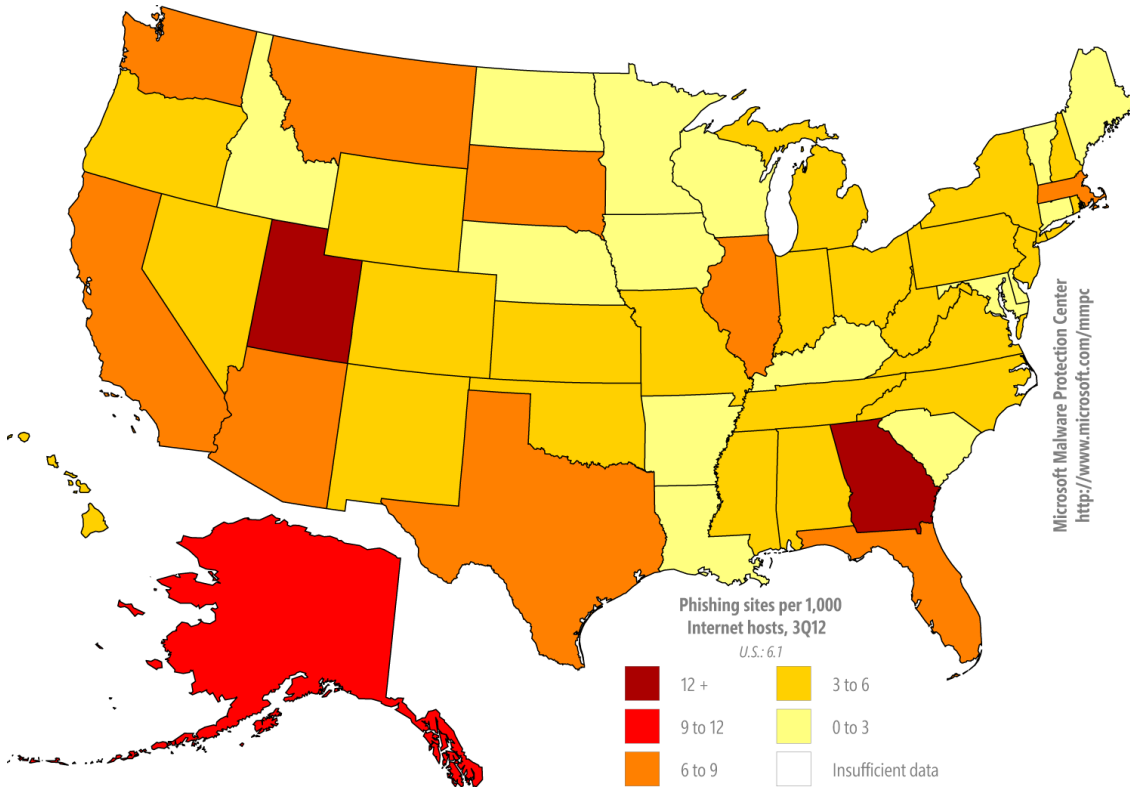 Microsoft Malware Protection Center
http://www.microsoft.com/mmpc
Phishing sites per 1,000
Internet hosts, 3Q12
U.S.: 6.1
12 +
9 to 12
6 to 9
3 to 6
0 to 3
Insufficient data